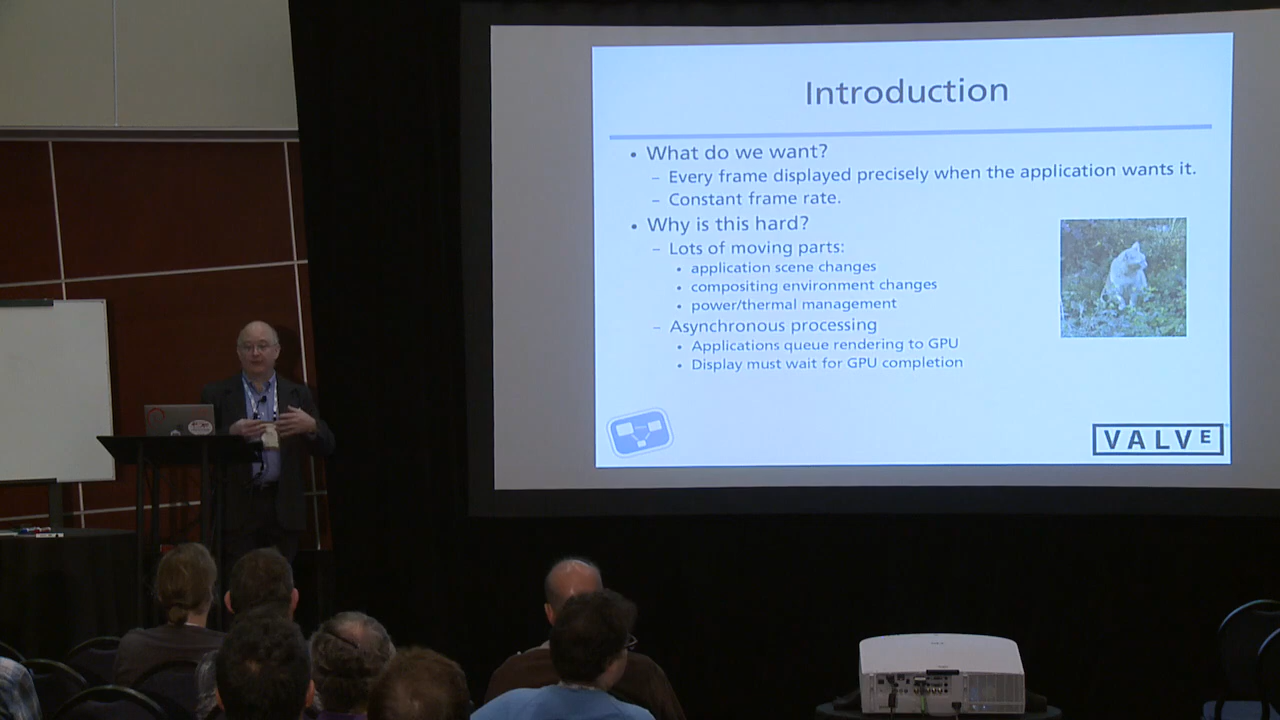 Introduction
• What do we want?
– Every frame displayed precisely when the application wants it.
– Constant frame rate.
• Why is this hard?
– Lots of moving parts:
• application scene changes
• compositing environment changes
• power/thermal management
– Asynchronous processing
• Applications queue rendering to GPU
• Display must wait for GPU completion
VALVE